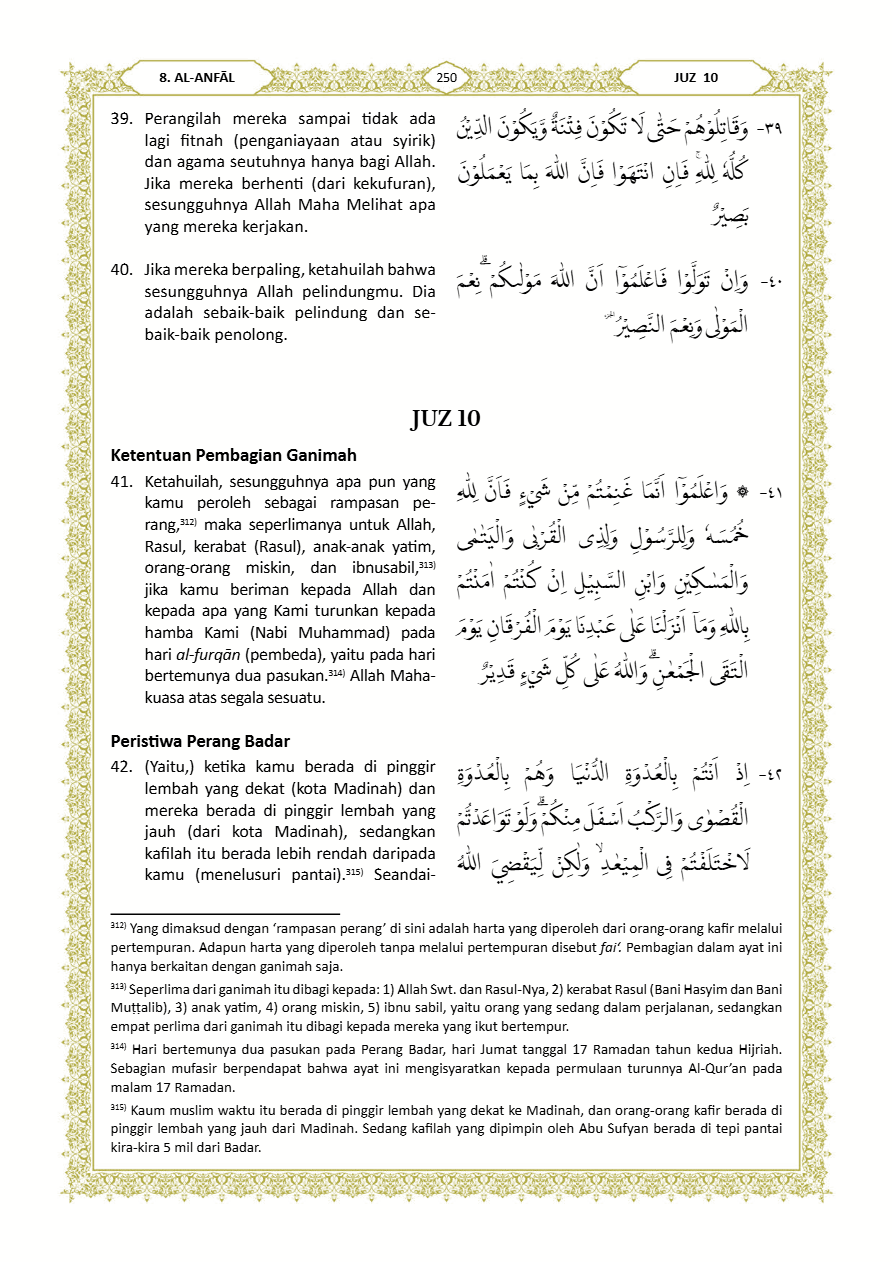 8. AL-ANFĀL
250
JUZ 10
39. Perangilah mereka sampai tidak ada
lagi fitnah (penganiayaan atau syirik)
dan agama seutuhnya hanya bagi Allah.
Jika mereka berhenti (dari kekufuran),
sesungguhnya Allah Maha Melihat apa
yang mereka kerjakan.
٣٩- وَقَاتِلُوْهُمْ حَتّٰى لَا تَكُوْنَ فِتْنَةٌ وَّيَكُوْنَ الدِّيْنُ
كُلُّهٗ لِلّٰهِۚ فَاِنِ انْتَهَوْا فَاِنَّ اللّٰهَ بِمَا يَعْمَلُوْنَ
بَصِيْرٌ
40. Jika mereka berpaling, ketahuilah bahwa
sesungguhnya Allah pelindungmu. Dia
adalah sebaik-baik pelindung dan se-
baik-baik penolong.
٤٠- وَاِنْ تَوَلَّوْا فَاعْلَمُوْٓا اَنَّ اللّٰهَ مَوْلٰىكُمْۗ نِعْمَ
الْمَوْلٰى وَنِعْمَ النَّصِيْرُ
JUZ 10
Ketentuan Pembagian Ganimah
41. Ketahuilah, sesungguhnya apa pun yang
kamu peroleh sebagai rampasan pe-
rang,³¹²⁾ maka seperlimanya untuk Allah,
Rasul, kerabat (Rasul), anak-anak yatim,
orang-orang miskin, dan ibnusabil,³¹³⁾
jika kamu beriman kepada Allah dan
kepada apa yang Kami turunkan kepada
hamba Kami (Nabi Muhammad) pada
hari al-furqān (pembeda), yaitu pada hari
bertemunya dua pasukan.³¹⁴⁾ Allah Maha-
kuasa atas segala sesuatu.
٤١- ۞ وَاعْلَمُوْٓا اَنَّمَا غَنِمْتُمْ مِّنْ شَيْءٍ فَاَنَّ لِلّٰهِ
خُمُسَهٗ وَلِلرَّسُوْلِ وَلِذِى الْقُرْبٰى وَالْيَتٰمٰى
وَالْمَسٰكِيْنِ وَابْنِ السَّبِيْلِ اِنْ كُنْتُمْ اٰمَنْتُمْ
بِاللّٰهِ وَمَآ اَنْزَلْنَا عَلٰى عَبْدِنَا يَوْمَ الْفُرْقَانِ يَوْمَ
الْتَقَى الْجَمْعٰنِۗ وَاللّٰهُ عَلٰى كُلِّ شَيْءٍ قَدِيْرٌ
Peristiwa Perang Badar
42. (Yaitu,) ketika kamu berada di pinggir
lembah yang dekat (kota Madinah) dan
mereka berada di pinggir lembah yang
jauh (dari kota Madinah), sedangkan
kafilah itu berada lebih rendah daripada
kamu (menelusuri pantai).³¹⁵⁾ Seandai-
٤٢- اِذْ اَنْتُمْ بِالْعُدْوَةِ الدُّنْيَا وَهُمْ بِالْعُدْوَةِ
الْقُصْوٰى وَالرَّكْبُ اَسْفَلَ مِنْكُمْۗ وَلَوْ تَوَاعَدْتُّمْ
لَاخْتَلَفْتُمْ فِى الْمِيْعٰدِۙ وَلٰكِنْ لِّيَقْضِيَ اللّٰهُ
³¹²⁾ Yang dimaksud dengan ‘rampasan perang’ di sini adalah harta yang diperoleh dari orang-orang kafir melalui
pertempuran. Adapun harta yang diperoleh tanpa melalui pertempuran disebut fai’. Pembagian dalam ayat ini
hanya berkaitan dengan ganimah saja.
³¹³⁾ Seperlima dari ganimah itu dibagi kepada: 1) Allah Swt. dan Rasul-Nya, 2) kerabat Rasul (Bani Hasyim dan Bani
Muṭṭalib), 3) anak yatim, 4) orang miskin, 5) ibnu sabil, yaitu orang yang sedang dalam perjalanan, sedangkan
empat perlima dari ganimah itu dibagi kepada mereka yang ikut bertempur.
³¹⁴⁾ Hari bertemunya dua pasukan pada Perang Badar, hari Jumat tanggal 17 Ramadan tahun kedua Hijriah.
Sebagian mufasir berpendapat bahwa ayat ini mengisyaratkan kepada permulaan turunnya Al-Qur’an pada
malam 17 Ramadan.
³¹⁵⁾ Kaum muslim waktu itu berada di pinggir lembah yang dekat ke Madinah, dan orang-orang kafir berada di
pinggir lembah yang jauh dari Madinah. Sedang kafilah yang dipimpin oleh Abu Sufyan berada di tepi pantai
kira-kira 5 mil dari Badar.